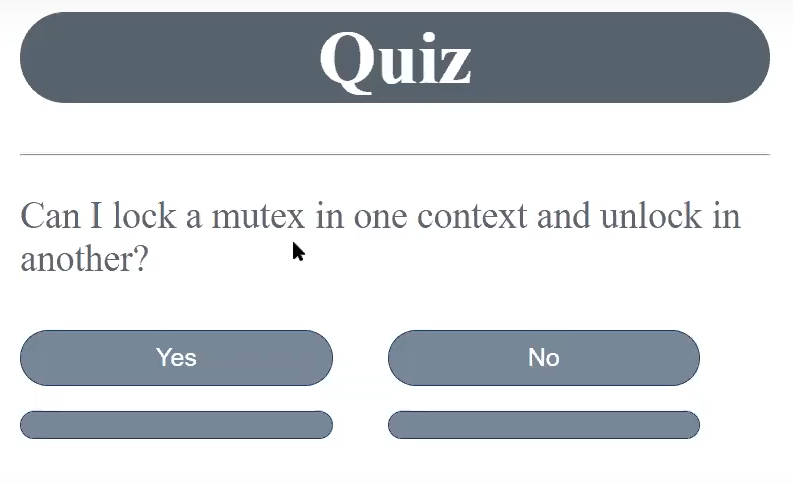 Quiz
Can I lock a mutex in one context and unlock in
another?
Yes
No